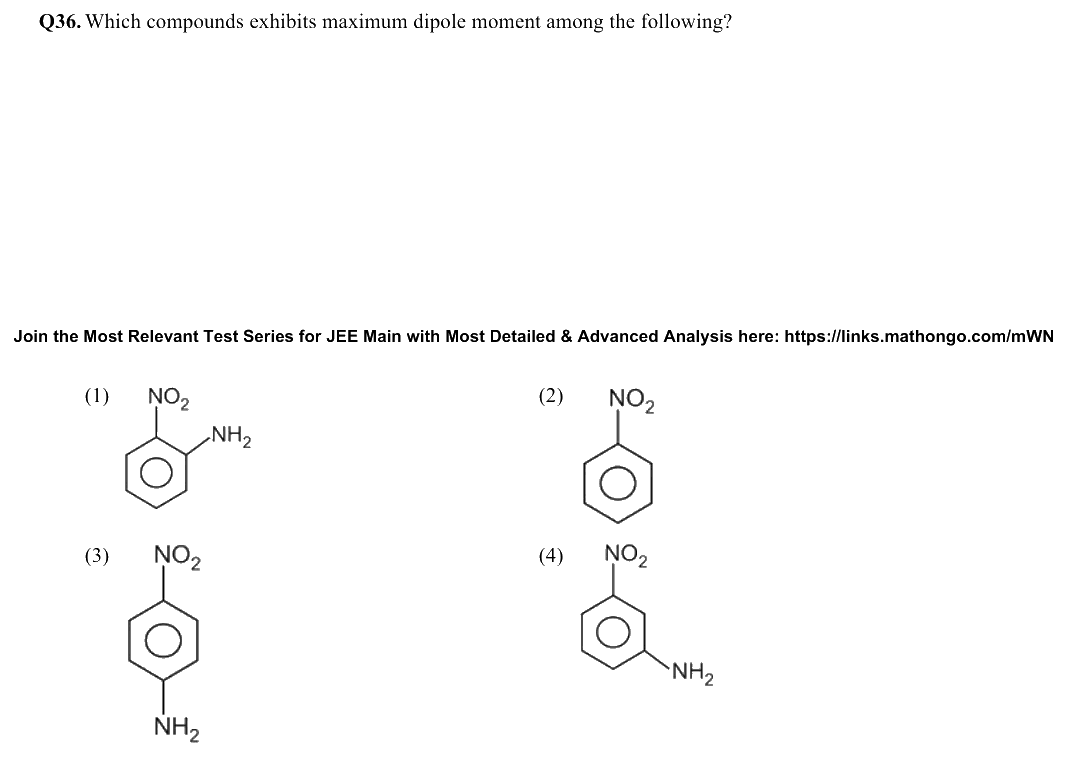 Q36. Which compounds exhibits maximum dipole moment among the following?
Join the Most Relevant Test Series for JEE Main with Most Detailed & Advanced Analysis here: https://links.mathongo.com/mWN
(1) NO2
NH2
(2) NO2
(3) NO2
NH2
(4) NO2
NH2